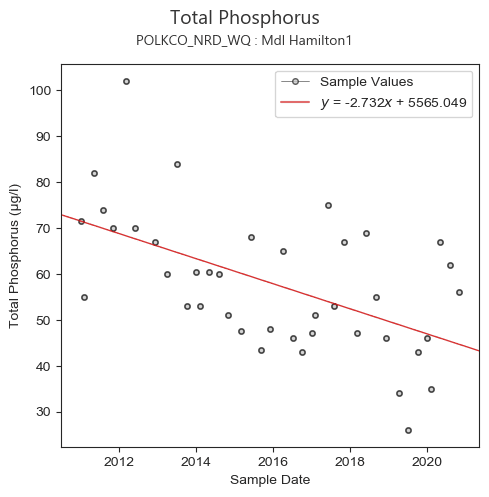 Total Phosphorus
POLKCO_NRD_WQ : Mdl Hamilton1
Sample Values
y = -2.732x + 5565.049
Total Phosphorus (µg/l)
100
90
80
70
60
50
40
30
2012 2014 2016 2018 2020
Sample Date